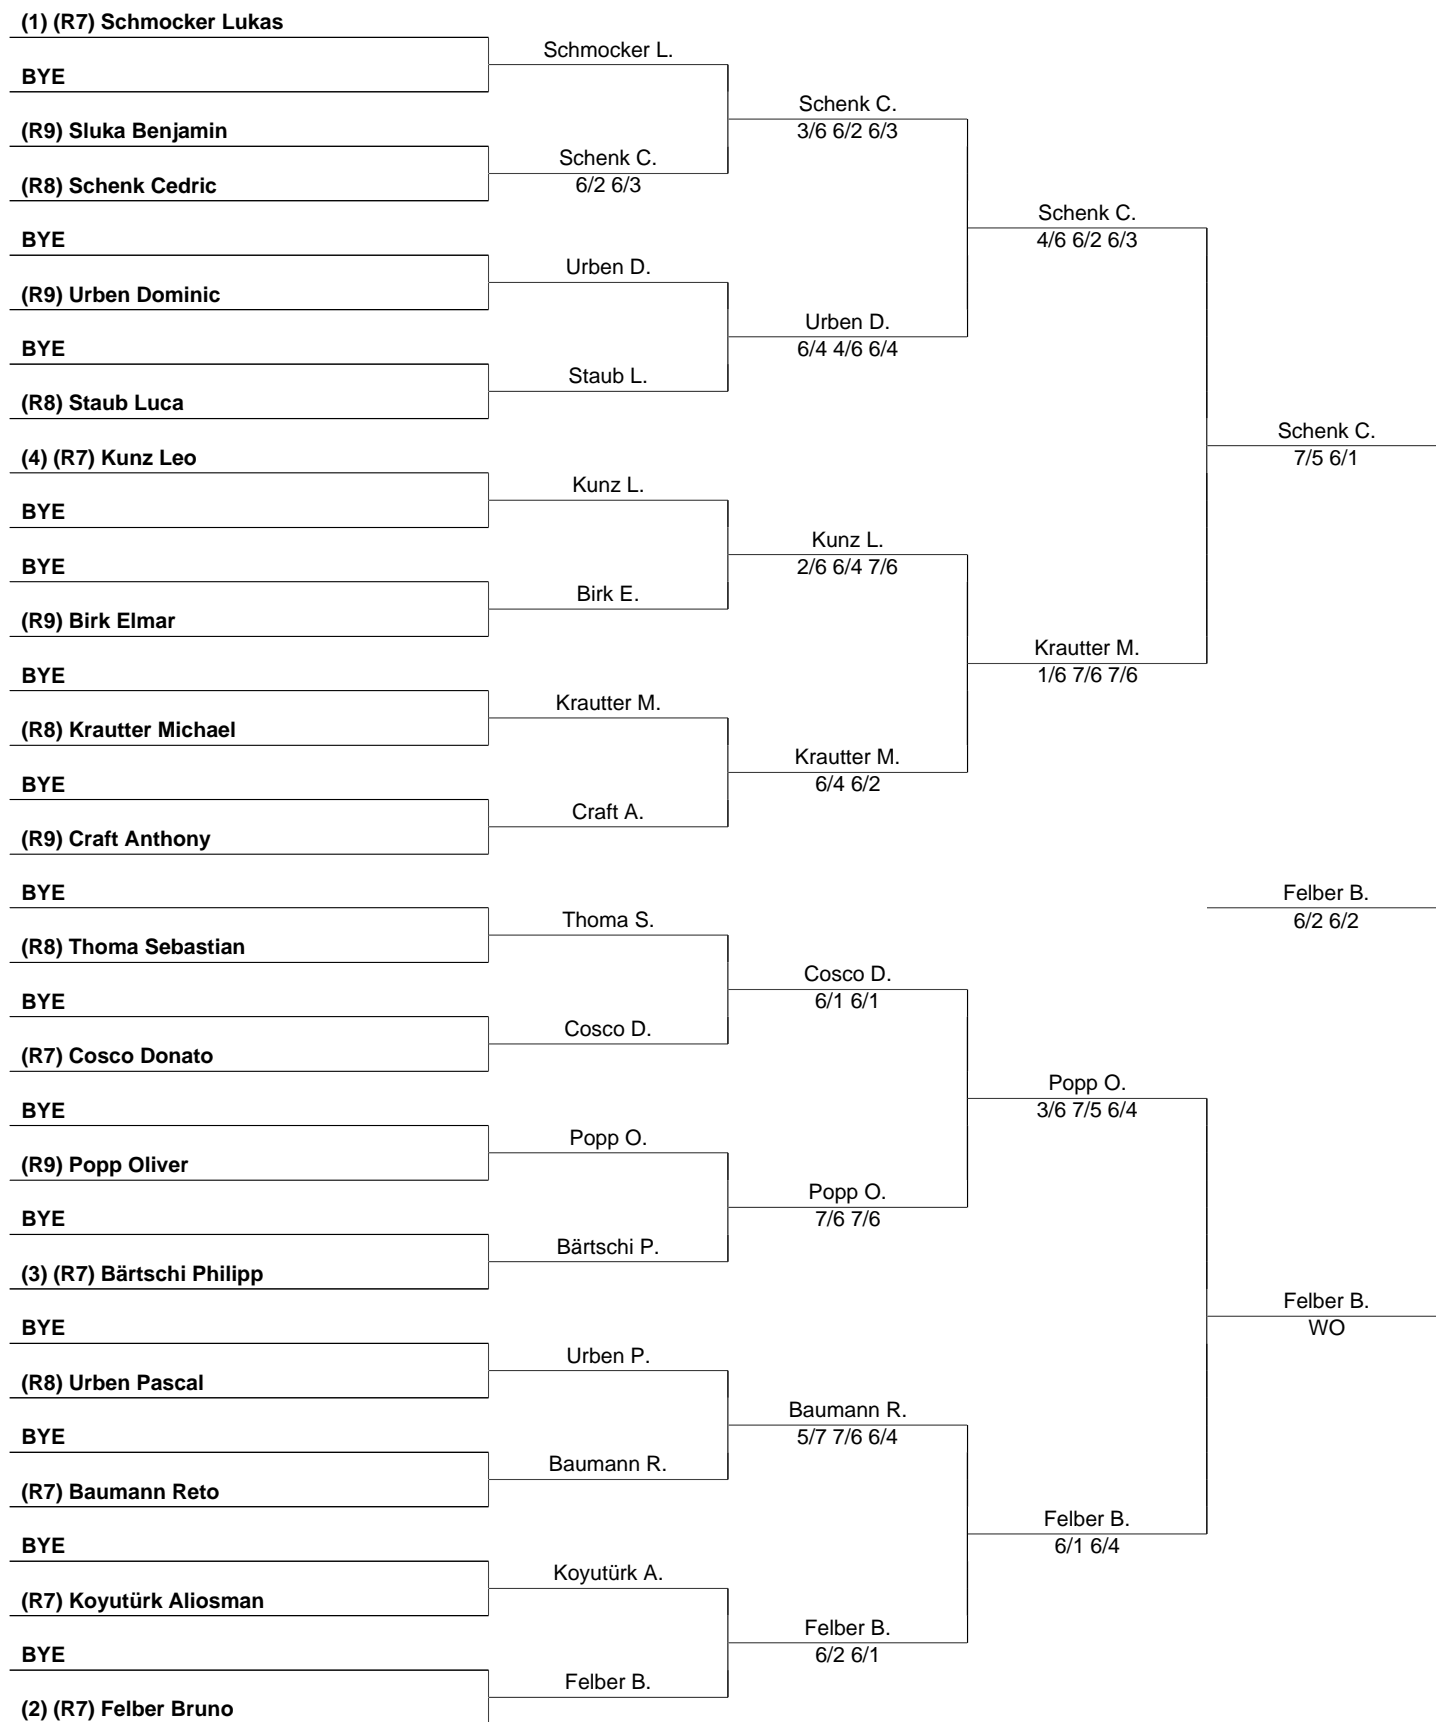 (1) (R7) Schmocker Lukas
Schmocker L.
BYE
Schenk C.
3/6 6/2 6/3
(R9) Sluka Benjamin
Schenk C.
6/2 6/3
(R8) Schenk Cedric
Schenk C.
4/6 6/2 6/3
BYE
Urben D.
(R9) Urben Dominic
Urben D.
6/4 4/6 6/4
BYE
Staub L.
(R8) Staub Luca
Schenk C.
7/5 6/1
(4) (R7) Kunz Leo
Kunz L.
BYE
Kunz L.
2/6 6/4 7/6
BYE
Birk E.
(R9) Birk Elmar
Krautter M.
1/6 7/6 7/6
BYE
Krautter M.
(R8) Krautter Michael
Krautter M.
6/4 6/2
BYE
Craft A.
(R9) Craft Anthony
BYE
Felber B.
6/2 6/2
Thoma S.
(R8) Thoma Sebastian
Cosco D.
6/1 6/1
BYE
Cosco D.
(R7) Cosco Donato
Popp O.
3/6 7/5 6/4
BYE
Popp O.
(R9) Popp Oliver
Popp O.
7/6 7/6
BYE
Bärtschi P.
(3) (R7) Bärtschi Philipp
Felber B.
WO
BYE
Urben P.
(R8) Urben Pascal
Baumann R.
5/7 7/6 6/4
BYE
Baumann R.
(R7) Baumann Reto
Felber B.
6/1 6/4
BYE
Koyutürk A.
(R7) Koyutürk Aliosman
Felber B.
6/2 6/1
BYE
Felber B.
(2) (R7) Felber Bruno